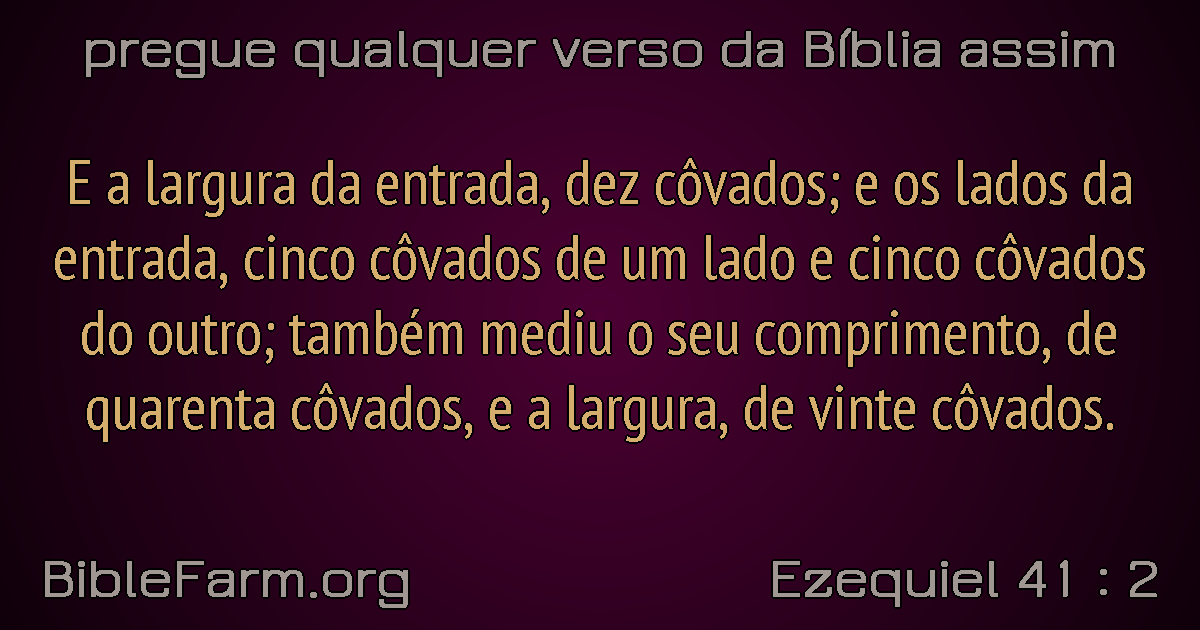 pregue qualquer verso da Bíblia assim
E a largura da entrada, dez côvados; e os lados da
entrada, cinco côvados de um lado e cinco côvados
do outro; também mediu o seu comprimento, de
quarenta côvados, e a largura, de vinte côvados.
BibleFarm.org
Ezequiel 41 : 2